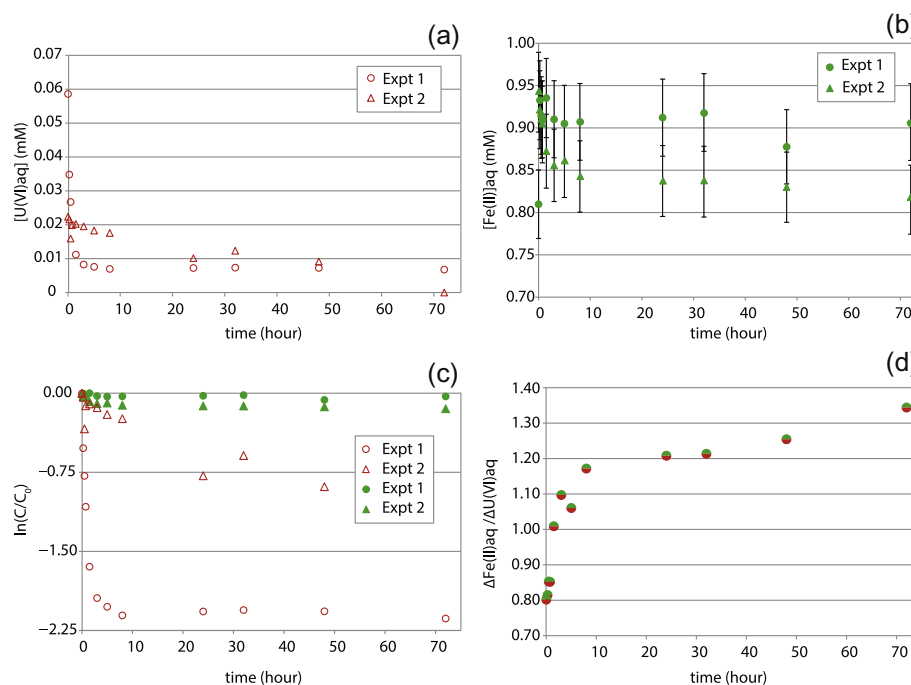 (a)
[U(VI)aq] (mM)
0.07
0.06
0.05
0.04
0.03
0.02
0.01
0
Expt 1
Expt 2
0 10 20 30 40 50 60 70
time (hour)
(b)
[Fe(II)]aq (mM)
1.00
0.95
0.90
0.85
0.80
0.75
0.70
Expt 1
Expt 2
0 10 20 30 40 50 60 70
time (hour)
(c)
ln(C/C₀)
0.00
−0.75
−1.50
−2.25
Expt 1
Expt 2
Expt 1
Expt 2
0 10 20 30 40 50 60 70
time (hour)
(d)
ΔFe(II)aq /ΔU(VI)aq
1.40
1.30
1.20
1.10
1.00
0.90
0.80
0.70
0 10 20 30 40 50 60 70
time (hour)